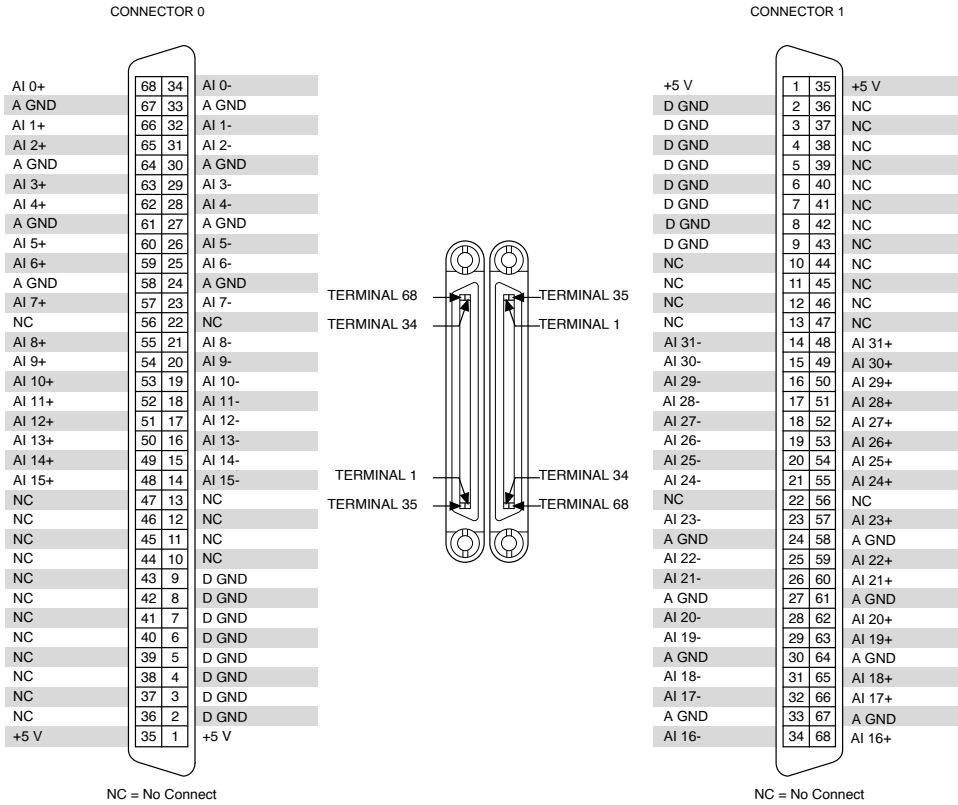 CONNECTOR 0
AI 0+ 68 34 AI 0-
A GND 67 33 A GND
AI 1+ 66 32 AI 1-
AI 2+ 65 31 AI 2-
A GND 64 30 A GND
AI 3+ 63 29 AI 3-
AI 4+ 62 28 AI 4-
A GND 61 27 A GND
AI 5+ 60 26 AI 5-
AI 6+ 59 25 AI 6-
A GND 58 24 A GND
AI 7+ 57 23 AI 7-
NC 56 22 NC
AI 8+ 55 21 AI 8-
AI 9+ 54 20 AI 9-
AI 10+ 53 19 AI 10-
AI 11+ 52 18 AI 11-
AI 12+ 51 17 AI 12-
AI 13+ 50 16 AI 13-
AI 14+ 49 15 AI 14-
AI 15+ 48 14 AI 15-
NC 47 13 NC
NC 46 12 NC
NC 45 11 NC
NC 44 10 NC
NC 43 9 D GND
NC 42 8 D GND
NC 41 7 D GND
NC 40 6 D GND
NC 39 5 D GND
NC 38 4 D GND
NC 37 3 D GND
NC 36 2 D GND
+5 V 35 1 +5 V
NC = No Connect
TERMINAL 68
TERMINAL 34
TERMINAL 35
TERMINAL 1
TERMINAL 1
TERMINAL 35
TERMINAL 34
TERMINAL 68
CONNECTOR 1
+5 V 1 35 +5 V
D GND 2 36 NC
D GND 3 37 NC
D GND 4 38 NC
D GND 5 39 NC
D GND 6 40 NC
D GND 7 41 NC
D GND 8 42 NC
D GND 9 43 NC
NC 10 44 NC
NC 11 45 NC
NC 12 46 NC
NC 13 47 NC
AI 31- 14 48 AI 31+
AI 30- 15 49 AI 30+
AI 29- 16 50 AI 29+
AI 28- 17 51 AI 28+
AI 27- 18 52 AI 27+
AI 26- 19 53 AI 26+
AI 25- 20 54 AI 25+
AI 24- 21 55 AI 24+
NC 22 56 NC
AI 23- 23 57 AI 23+
A GND 24 58 A GND
AI 22- 25 59 AI 22+
AI 21- 26 60 AI 21+
A GND 27 61 A GND
AI 20- 28 62 AI 20+
AI 19- 29 63 AI 19+
A GND 30 64 A GND
AI 18- 31 65 AI 18+
AI 17- 32 66 AI 17+
A GND 33 67 A GND
AI 16- 34 68 AI 16+
NC = No Connect